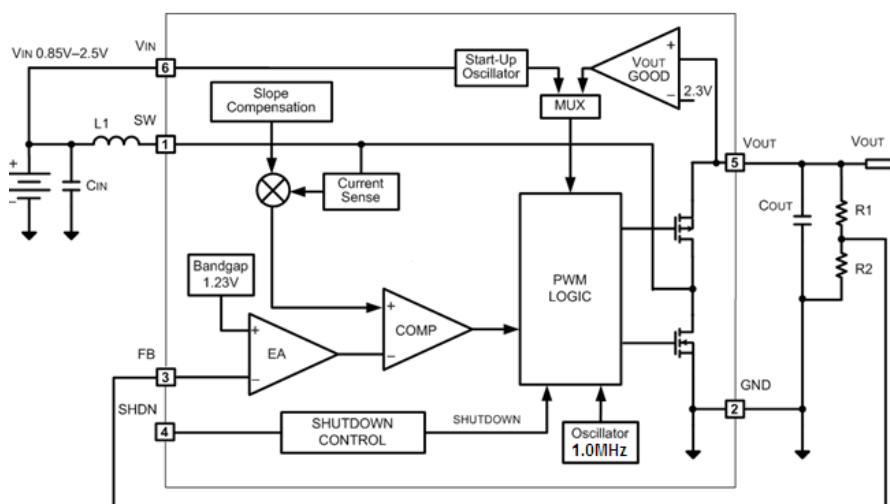 VIN 0.85V–2.5V
VIN
6
Start-Up
Oscillator
VOUT
GOOD
+
−
2.3V
MUX
Slope
Compensation
L1
SW
1
Current
Sense
VOUT
5
VOUT
+
−
CIN
COUT
R1
R2
Bandgap
1.23V
PWM
LOGIC
+
−
COMP
+
−
EA
FB
3
GND
2
SHDN
4
SHUTDOWN
CONTROL
SHUTDOWN
Oscillator
1.0MHz